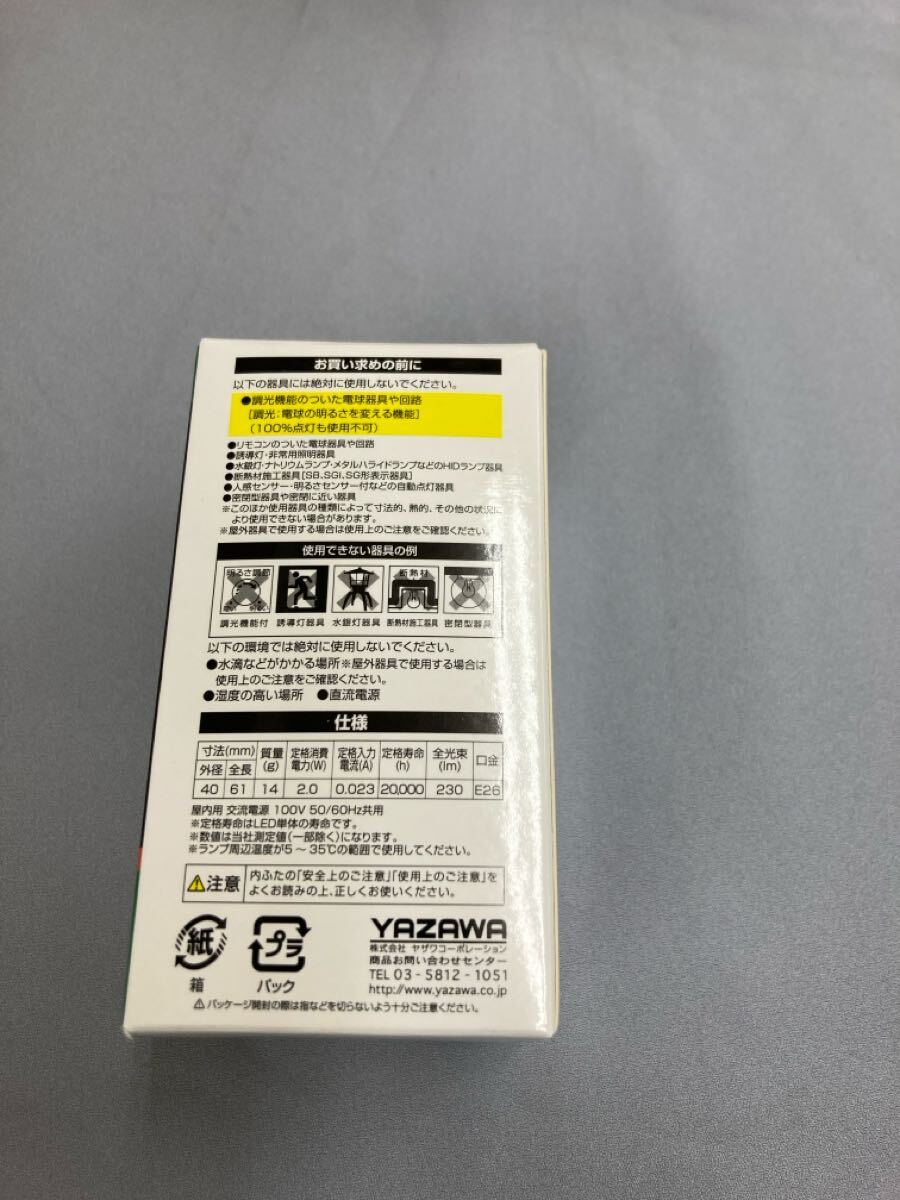 お買い求めの前に
以下の器具には絶対に使用しないでください。
●調光機能のついた電球器具や回路
[調光：電球の明るさを変える機能]
(100%点灯も使用不可)
●リモコンのついた電球器具や回路
●誘導灯・非常用照明器具
●水銀灯・ナトリウムランプ・メタルハライドランプなどのHIDランプ器具
●断熱材施工器具[SB、SGI、SG形表示器具]
●人感センサー・明るさセンサー付などの自動点灯器具
●密閉型器具や密閉に近い器具
※このほか使用器具の種類によって寸法的、熱的、その他の状況に
より使用できない場合があります。
※屋外器具で使用する場合は使用上のご注意をご確認ください。
使用できない器具の例
明るさ調節 断熱材
調光機能付 誘導灯器具 水銀灯器具 断熱材施工器具 密閉型器具
以下の環境では絶対に使用しないでください。
●水滴などがかかる場所※屋外器具で使用する場合は
使用上のご注意をご確認ください。
●湿度の高い場所 ●直流電源
仕様
寸法(mm) 質量(g) 定格消費電力(W) 定格入力電流(A) 定格寿命(h) 全光束(lm) 口金
外径 全長
40 61 14 2.0 0.023 20,000 230 E26
屋内用 交流電源 100V 50/60Hz共用
※定格寿命はLED単体の寿命です。
※数値は当社測定値(一部除く)になります。
※ランプ周辺温度が5～35℃の範囲で使用してください。
⚠注意 内ふたの「安全上のご注意」「使用上のご注意」を
よくお読みの上、正しくお使いください。
紙 プラ
箱 パック
YAZAWA
株式会社 ヤザワコーポレーション
商品お問い合わせセンター
TEL 03-5812-1051
http://www.yazawa.co.jp
⚠パッケージ開封の際は指などを切らないよう十分ご注意ください。